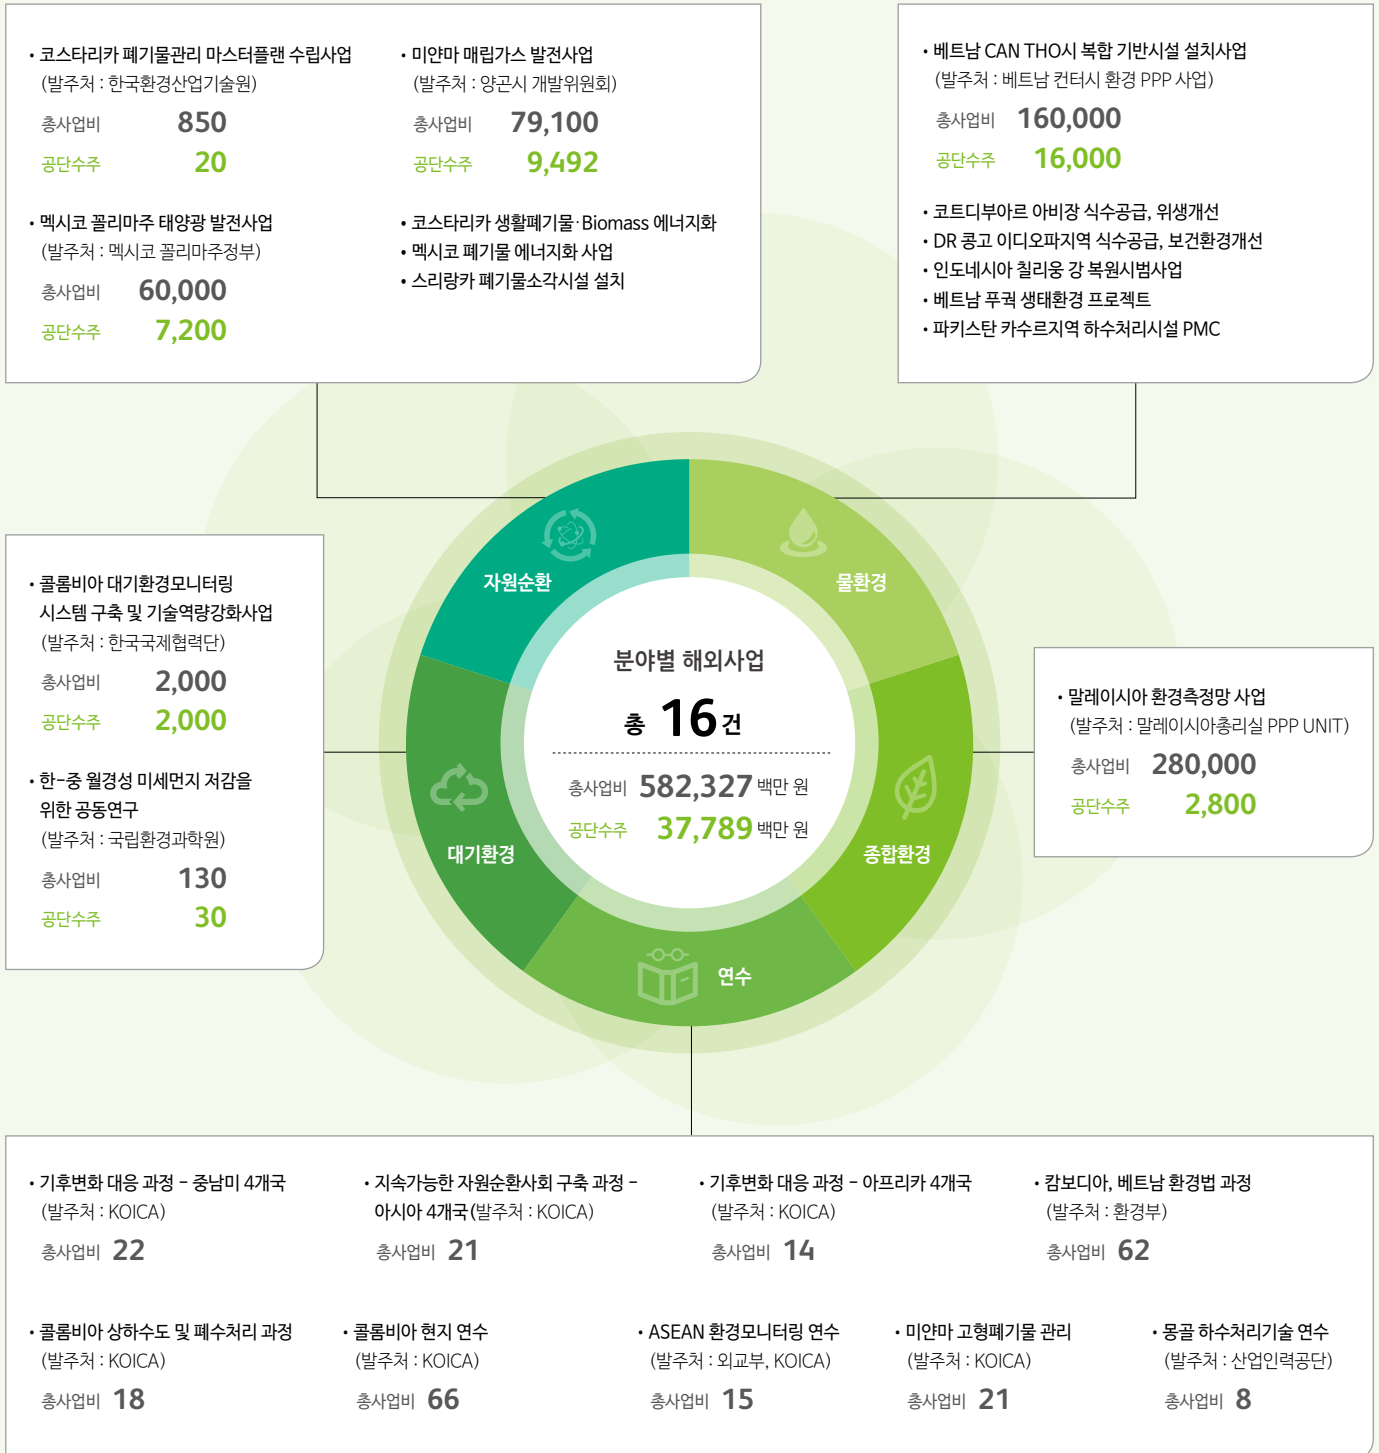 • 코스타리카 폐기물관리 마스터플랜 수립사업
(발주처 : 한국환경산업기술원)
총사업비 850
공단수주 20
• 멕시코 꼴리마주 태양광 발전사업
(발주처 : 멕시코 꼴리마주정부)
총사업비 60,000
공단수주 7,200
• 미얀마 매립가스 발전사업
(발주처 : 양곤시 개발위원회)
총사업비 79,100
공단수주 9,492
• 코스타리카 생활폐기물·Biomass 에너지화
• 멕시코 폐기물 에너지화 사업
• 스리랑카 폐기물소각시설 설치
• 베트남 CAN THO시 복합 기반시설 설치사업
(발주처 : 베트남 컨터시 환경 PPP 사업)
총사업비 160,000
공단수주 16,000
• 코트디부아르 아비장 식수공급, 위생개선
• DR 콩고 이디오파지역 식수공급, 보건환경개선
• 인도네시아 칠리웅 강 복원시범사업
• 베트남 푸궉 생태환경 프로젝트
• 파키스탄 카수르지역 하수처리시설 PMC
자원순환
물환경
• 콜롬비아 대기환경모니터링
시스템 구축 및 기술역량강화사업
(발주처 : 한국국제협력단)
총사업비 2,000
공단수주 2,000
• 한-중 월경성 미세먼지 저감을
위한 공동연구
(발주처 : 국립환경과학원)
총사업비 130
공단수주 30
분야별 해외사업
총 16건
총사업비 582,327 백만 원
공단수주 37,789 백만 원
• 말레이시아 환경측정망 사업
(발주처 : 말레이시아총리실 PPP UNIT)
총사업비 280,000
공단수주 2,800
대기환경
종합환경
연수
• 기후변화 대응 과정 – 중남미 4개국
(발주처 : KOICA)
총사업비 22
• 지속가능한 자원순환사회 구축 과정 –
아시아 4개국(발주처 : KOICA)
총사업비 21
• 기후변화 대응 과정 – 아프리카 4개국
(발주처 : KOICA)
총사업비 14
• 캄보디아, 베트남 환경법 과정
(발주처 : 환경부)
총사업비 62
• 콜롬비아 상하수도 및 폐수처리 과정
(발주처 : KOICA)
총사업비 18
• 콜롬비아 현지 연수
(발주처 : KOICA)
총사업비 66
• ASEAN 환경모니터링 연수
(발주처 : 외교부, KOICA)
총사업비 15
• 미얀마 고형폐기물 관리
(발주처 : KOICA)
총사업비 21
• 몽골 하수처리기술 연수
(발주처 : 산업인력공단)
총사업비 8